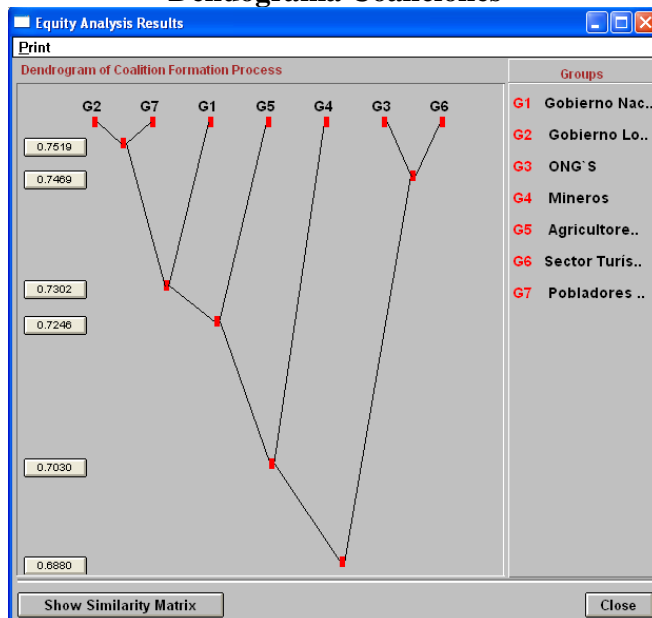 Dendograma Coaliciones
Equity Analysis Results
Print
Dendrogram of Coalition Formation Process
Groups
G2 G7 G1 G5 G4 G3 G6
0.7519
0.7469
0.7302
0.7246
0.7030
0.6880
G1 Gobierno Nac..
G2 Gobierno Lo..
G3 ONG`S
G4 Mineros
G5 Agricultore..
G6 Sector Turís..
G7 Pobladores ..
Show Similarity Matrix
Close